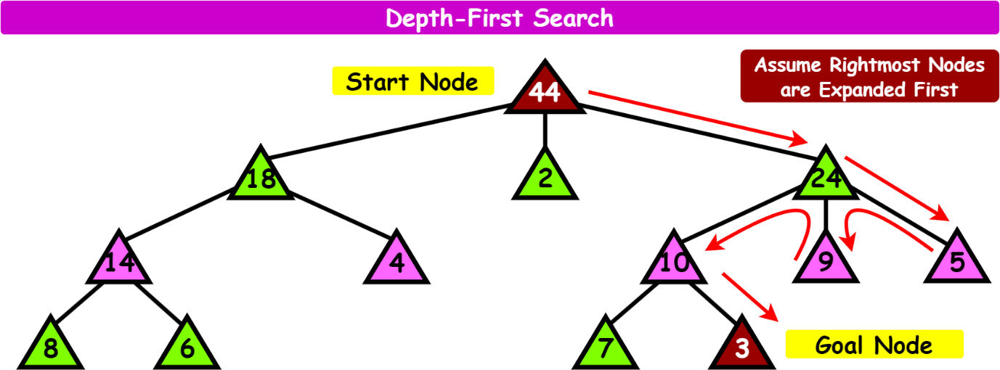 Depth-First Search
Start Node
Assume Rightmost Nodes
are Expanded First
44
18
2
24
14
4
10
9
5
8
6
7
3
Goal Node